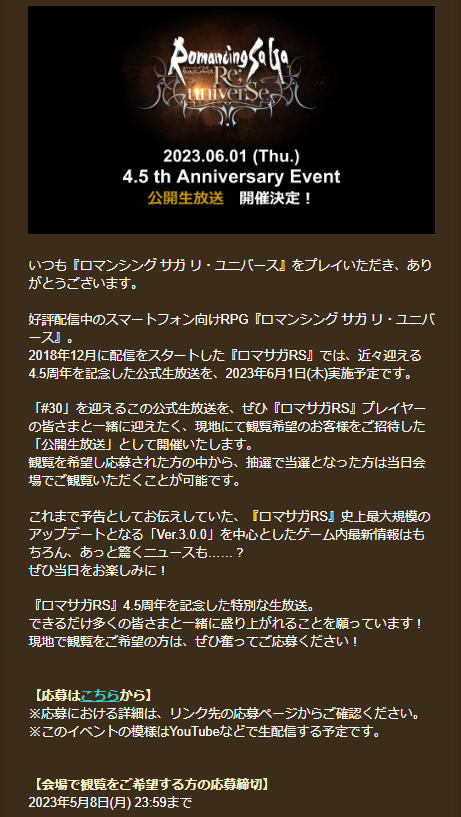 Romancing SaGa
Re;
univerSe
2023.06.01 (Thu.)
4.5 th Anniversary Event
公開生放送 開催決定！
いつも『ロマンシング サガ リ・ユニバース』をプレイいただき、あり
がとうございます。
好評配信中のスマートフォン向けRPG『ロマンシング サガ リ・ユニバ
ース』。
2018年12月に配信をスタートした『ロマサガRS』では、近々迎える
4.5周年を記念した公式生放送を、2023年6月1日(木)実施予定です。
「#30」を迎えるこの公式生放送を、ぜひ『ロマサガRS』プレイヤー
の皆さまと一緒に迎えたく、現地にて観覧希望のお客様をご招待した
「公開生放送」として開催いたします。
観覧を希望し応募された方の中から、抽選で当選となった方は当日会
場でご観覧いただくことが可能です。
これまで予告としてお伝えしていた、『ロマサガRS』史上最大規模の
アップデートとなる「Ver.3.0.0」を中心としたゲーム内最新情報はも
ちろん、あっと驚くニュースも……？
ぜひ当日をお楽しみに！
『ロマサガRS』4.5周年を記念した特別な生放送。
できるだけ多くの皆さまと一緒に盛り上がれることを願っています！
現地で観覧をご希望の方は、ぜひ奮ってご応募ください！
【応募はこちらから】
※応募における詳細は、リンク先の応募ページからご確認ください。
※このイベントの模様はYouTubeなどで生配信する予定です。
【会場で観覧をご希望する方の応募締切】
2023年5月8日(月) 23:59まで